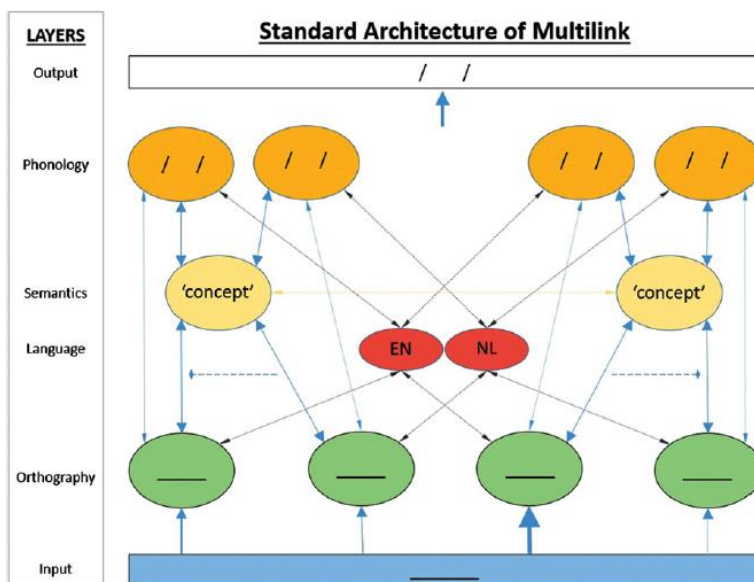 LAYERS
Standard Architecture of Multilink
Output
/ /
Phonology
/ / / / / / / /
Semantics
'concept' 'concept'
Language
EN NL
Orthography
Input